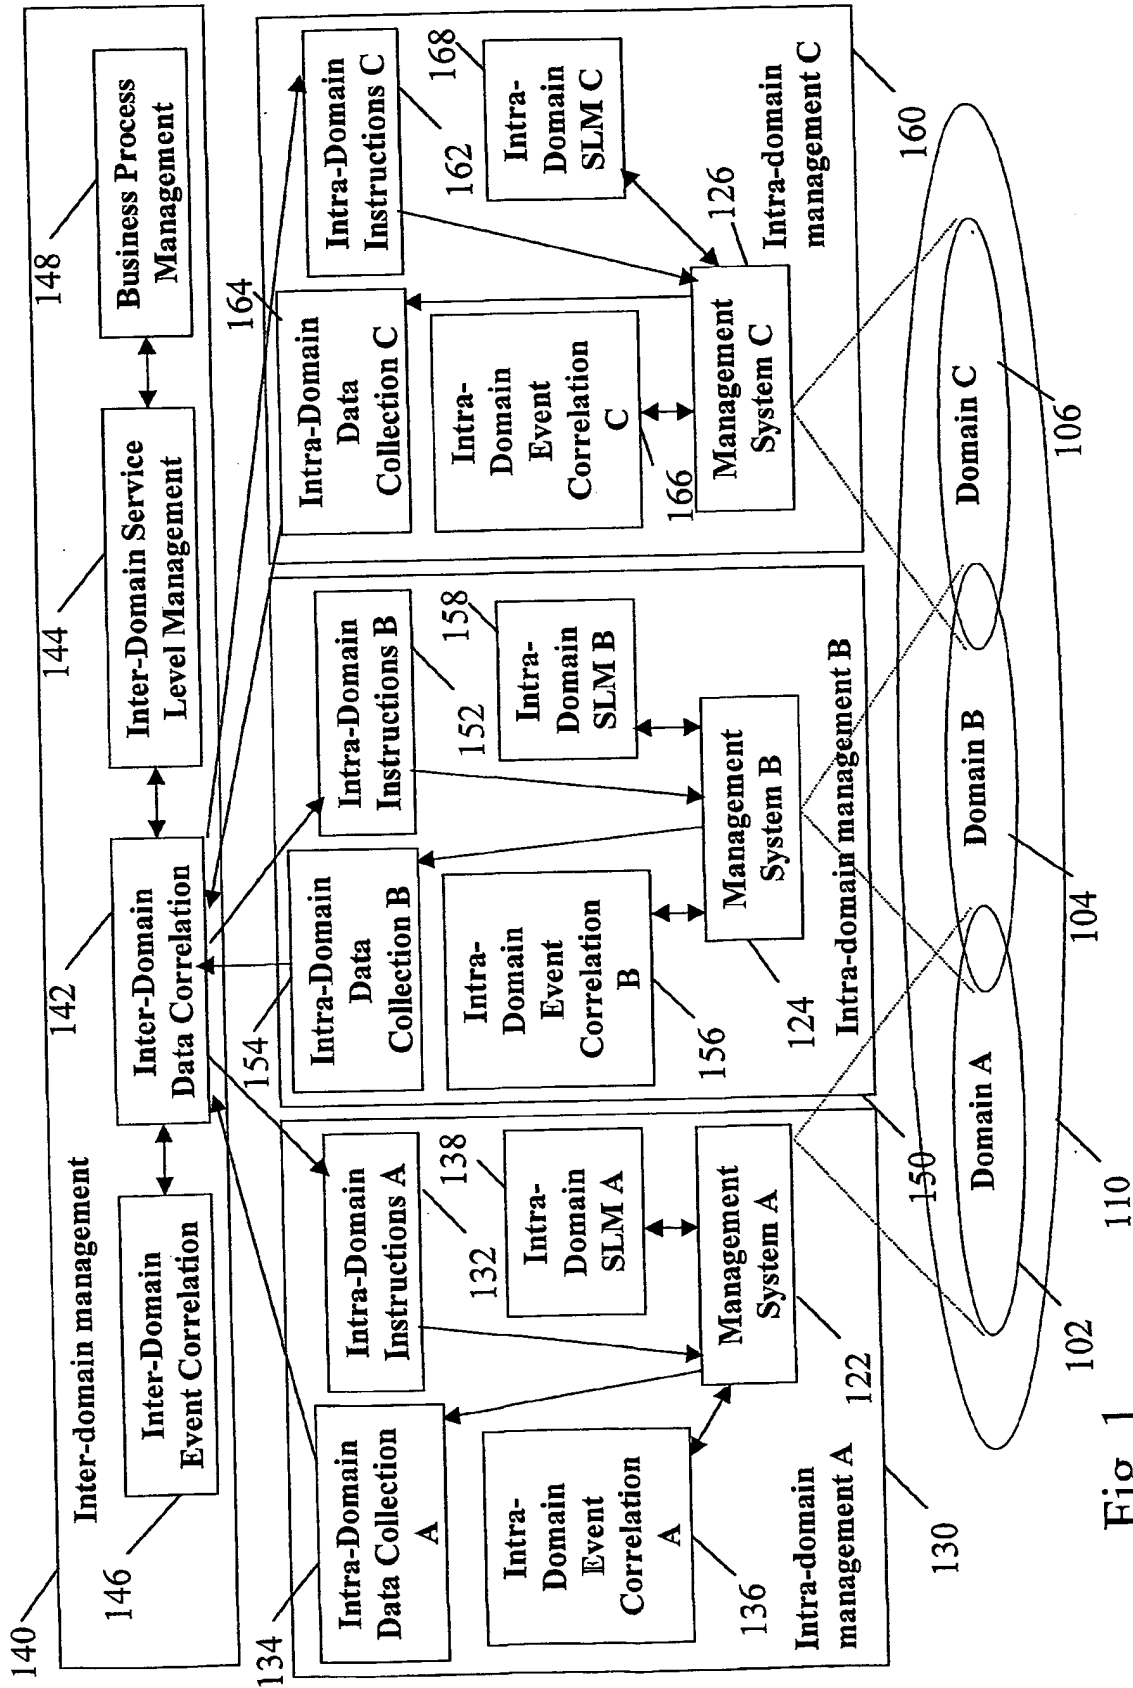 140
Inter-domain management
146
Inter-Domain
Event Correlation
142
Inter-Domain
Data Correlation
144
Inter-Domain Service
Level Management
148
Business Process
Management
134
Intra-Domain
Data Collection
A
Intra-Domain
Instructions A
132
138
Intra-
Domain
SLM A
Intra-
Domain
Event
Correlation
A
136
Management
System A
122
Intra-domain
management A
130
154
Intra-Domain
Data
Collection B
Intra-Domain
Instructions B
152
158
Intra-
Domain
SLM B
Intra-
Domain
Event
Correlation
B
156
Management
System B
124
Intra-domain management B
150
164
Intra-Domain
Data
Collection C
Intra-Domain
Instructions C
162
168
Intra-
Domain
SLM C
Intra-
Domain
Event
Correlation
C
166
Management
System C
126
Intra-domain
management C
160
Domain A
Domain B
Domain C
102
110
104
106
Fig. 1